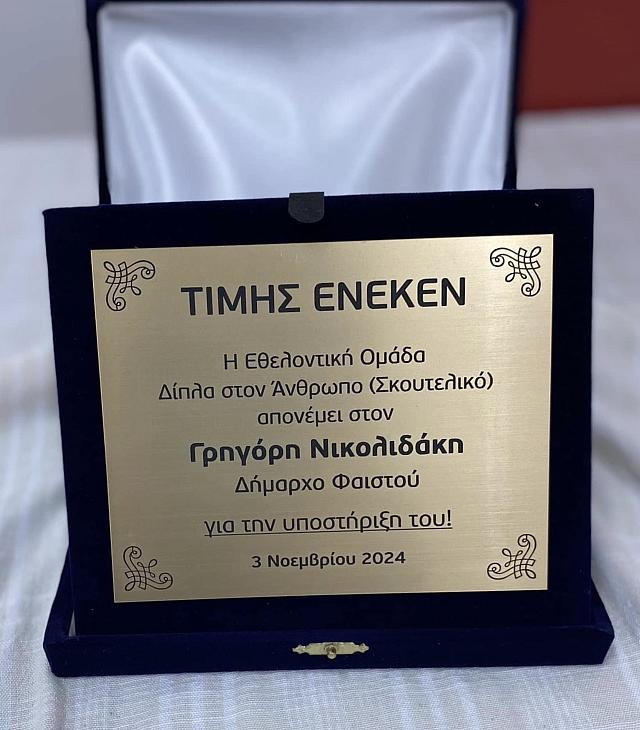 ΤΙΜΗΣ ΕΝΕΚΕΝ
Η Εθελοντική Ομάδα
Δίπλα στον Άνθρωπο (Σκουτελικό)
απονέμει στον
Γρηγόρη Νικολιδάκη
Δήμαρχο Φαιστού
για την υποστήριξη του!
3 Νοεμβρίου 2024